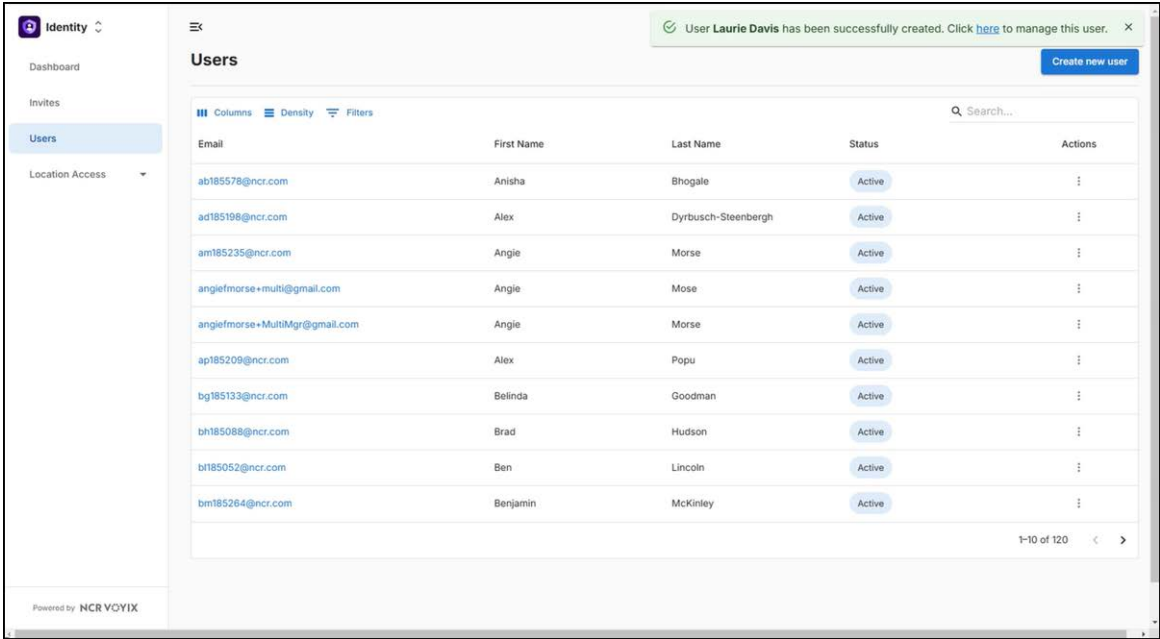 Identity
User Laurie Davis has been successfully created. Click here to manage this user.
Dashboard
Invites
Users
Location Access
Users
Create new user
Columns Density Filters
Search...
Email First Name Last Name Status Actions
ab185578@ncr.com Anisha Bhogale Active
ad185198@ncr.com Alex Dyrbusch-Steenbergh Active
am185235@ncr.com Angie Morse Active
angiefmorse+multi@gmail.com Angie Mose Active
angiefmorse+MultiMgr@gmail.com Angie Morse Active
ap185209@ncr.com Alex Popu Active
bg185133@ncr.com Belinda Goodman Active
bh185088@ncr.com Brad Hudson Active
bl185052@ncr.com Ben Lincoln Active
bm185264@ncr.com Benjamin McKinley Active
1–10 of 120
Powered by NCR VOYIX